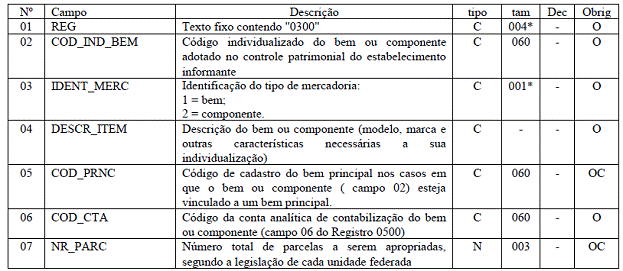 Nº Campo Descrição tipo tam Dec Obrig
01 REG Texto fixo contendo "0300" C 004* - O
02 COD_IND_BEM Código individualizado do bem ou componente C 060 - O
adotado no controle patrimonial do estabelecimento
informante
03 IDENT_MERC Identificação do tipo de mercadoria: C 001* - O
1 = bem;
2 = componente.
04 DESCR_ITEM Descrição do bem ou componente (modelo, marca e C - - O
outras características necessárias a sua
individualização)
05 COD_PRNC Código de cadastro do bem principal nos casos em C 060 - OC
que o bem ou componente ( campo 02) esteja
vinculado a um bem principal.
06 COD_CTA Código da conta analítica de contabilização do bem C 060 - O
ou componente (campo 06 do Registro 0500)
07 NR_PARC Número total de parcelas a serem apropriadas, N 003 - OC
segundo a legislação de cada unidade federada